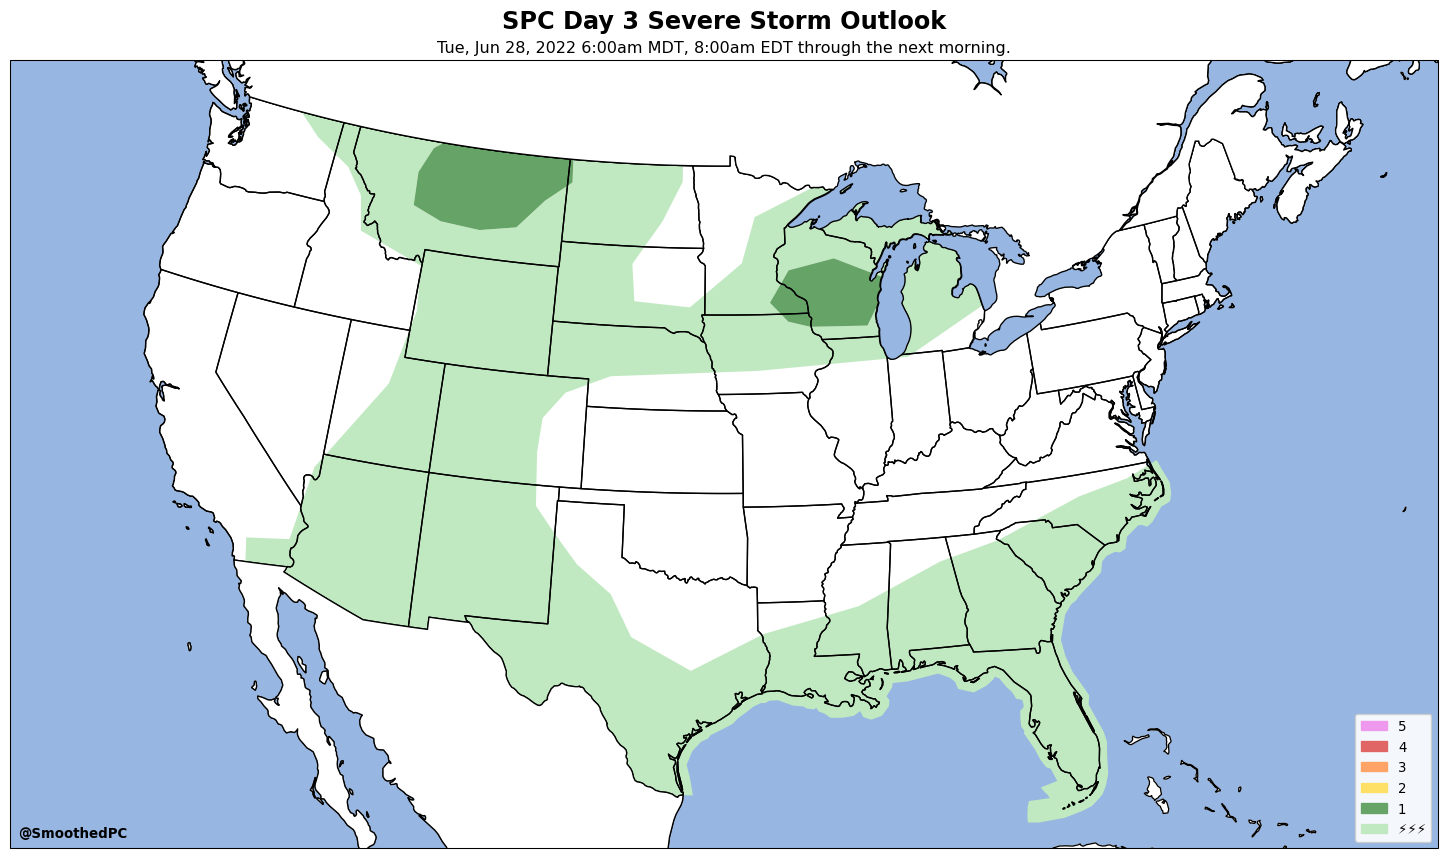 SPC Day 3 Severe Storm Outlook
Tue, Jun 28, 2022 6:00am MDT, 8:00am EDT through the next morning.
5
4
3
2
1
⚡⚡⚡
@SmoothedPC